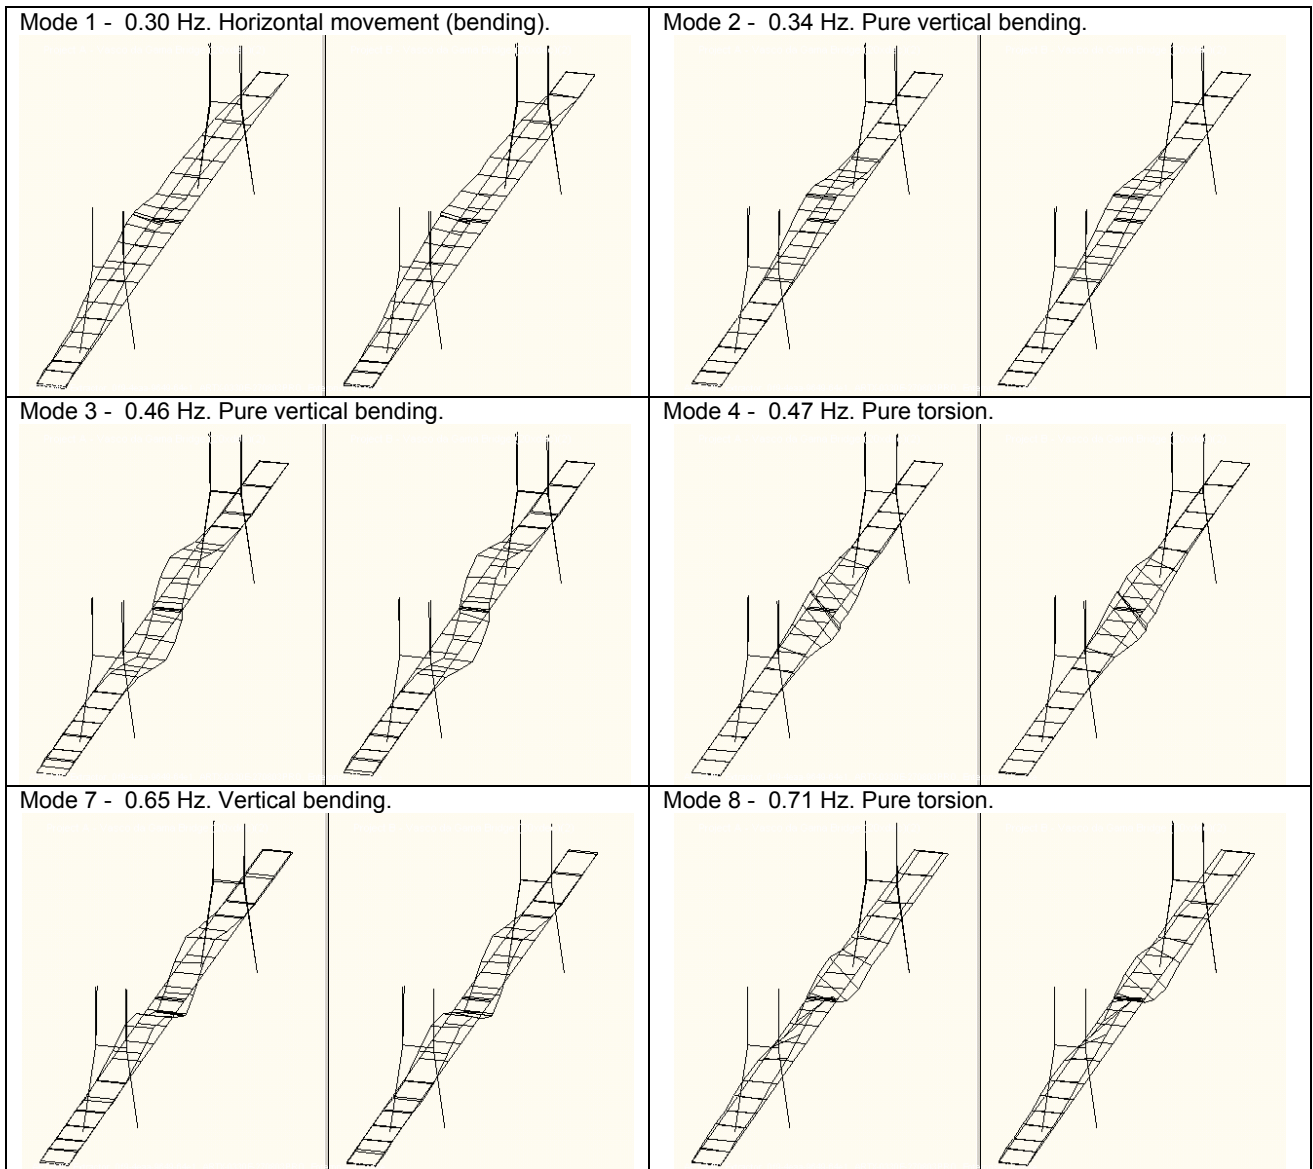 Mode 1 - 0.30 Hz. Horizontal movement (bending).
Mode 2 - 0.34 Hz. Pure vertical bending.
Mode 3 - 0.46 Hz. Pure vertical bending.
Mode 4 - 0.47 Hz. Pure torsion.
Mode 7 - 0.65 Hz. Vertical bending.
Mode 8 - 0.71 Hz. Pure torsion.